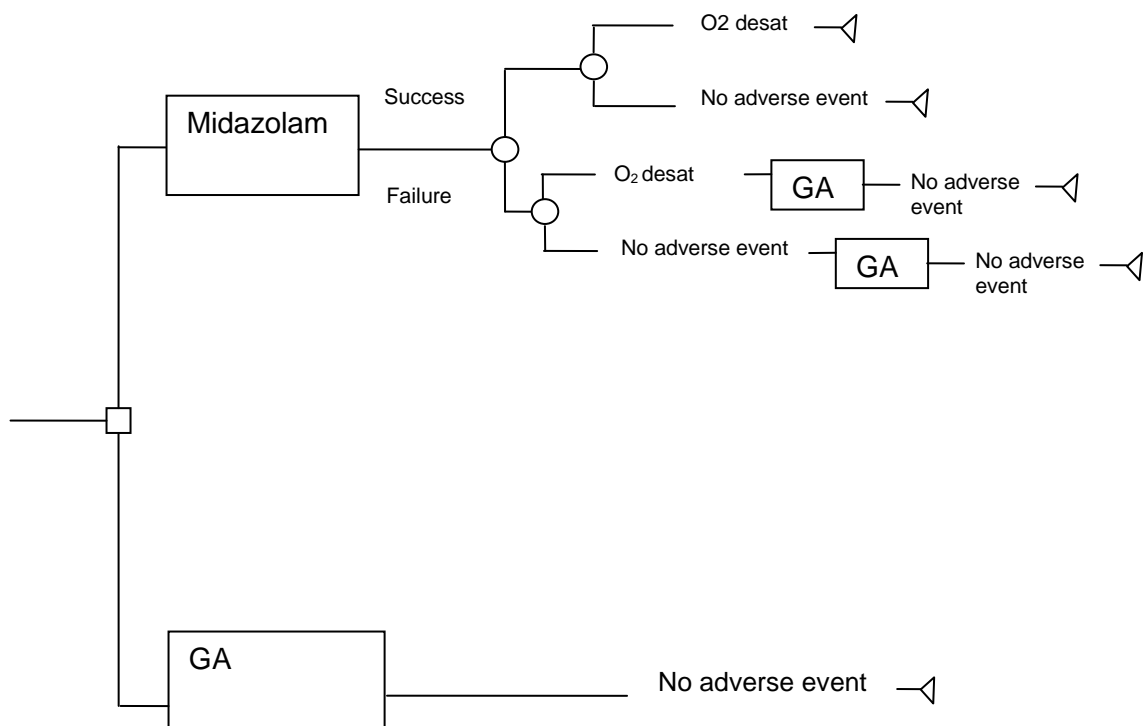 O2 desat
Success
Midazolam
No adverse event
O₂ desat
GA
No adverse
event
Failure
No adverse event
GA
No adverse
event
GA
No adverse event